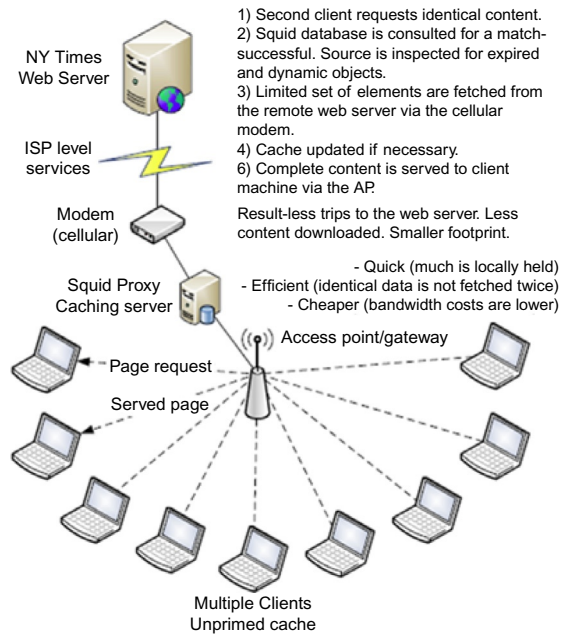 1) Second client requests identical content.
2) Squid database is consulted for a match-
successful. Source is inspected for expired
and dynamic objects.
3) Limited set of elements are fetched from
the remote web server via the cellular
modem.
4) Cache updated if necessary.
6) Complete content is served to client
machine via the AP.
Result-less trips to the web server. Less
content downloaded. Smaller footprint.
- Quick (much is locally held)
- Efficient (identical data is not fetched twice)
- Cheaper (bandwidth costs are lower)
NY Times
Web Server
ISP level
services
Modem
(cellular)
Squid Proxy
Caching server
Access point/gateway
Page request
Served page
Multiple Clients
Unprimed cache